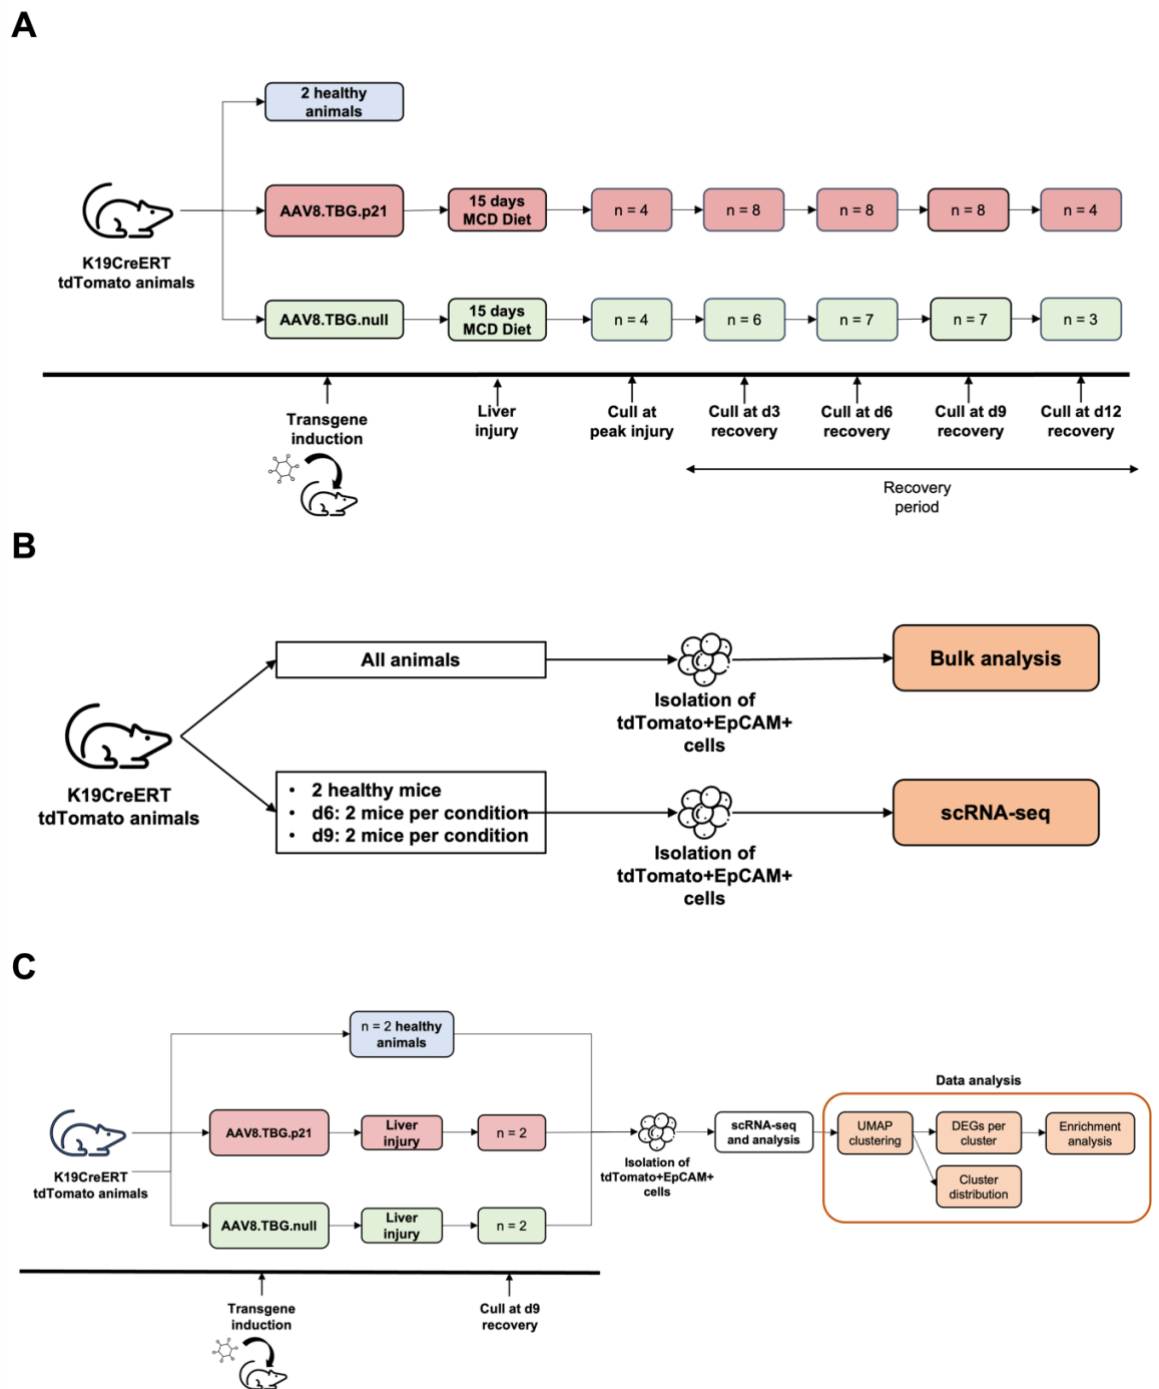 A
2 healthy
animals
AAV8.TBG.p21
15 days
MCD Diet
n = 4
n = 8
n = 8
n = 8
n = 4
K19CreERT
tdTomato animals
AAV8.TBG.null
15 days
MCD Diet
n = 4
n = 6
n = 7
n = 7
n = 3
Transgene
induction
Liver
injury
Cull at
peak injury
Cull at d3
recovery
Cull at d6
recovery
Cull at d9
recovery
Cull at d12
recovery
Recovery
period
B
All animals
Isolation of
tdTomato+EpCAM+
cells
Bulk analysis
K19CreERT
tdTomato animals
• 2 healthy mice
• d6: 2 mice per condition
• d9: 2 mice per condition
Isolation of
tdTomato+EpCAM+
cells
scRNA-seq
C
n = 2 healthy
animals
K19CreERT
tdTomato animals
AAV8.TBG.p21
Liver
injury
n = 2
AAV8.TBG.null
Liver
injury
n = 2
Isolation of
tdTomato+EpCAM+
cells
scRNA-seq
and analysis
Data analysis
UMAP
clustering
DEGs per
cluster
Enrichment
analysis
Cluster
distribution
Transgene
induction
Cull at d9
recovery